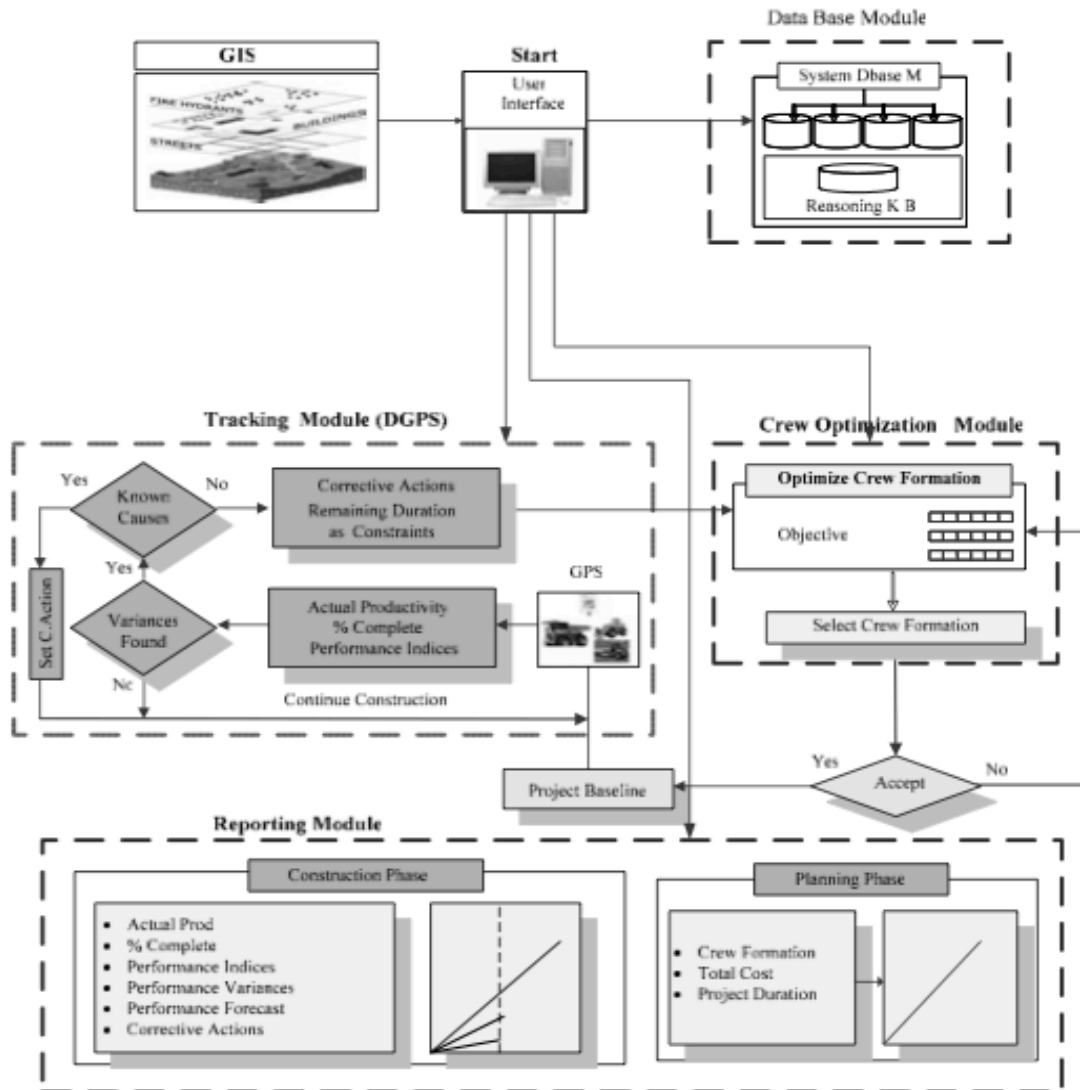 Data Base Module
GIS
Start
System Dbase M
User
Interface
FIRE HYDRANTS
BUILDINGS
STREETS
Reasoning K B
Tracking Module (DGPS)
Crew Optimization Module
Yes
No
Known
Causes
Corrective Actions
Remaining Duration
as Constraints
Optimize Crew Formation
Objective
Yes
GPS
Set C.Action
Variances
Found
Actual Productivity
% Complete
Performance Indices
Select Crew Formation
Nc
Continue Construction
Yes
Accept
No
Project Baseline
Reporting Module
Construction Phase
Planning Phase
• Actual Prod
• % Complete
• Performance Indices
• Performance Variances
• Performance Forecast
• Corrective Actions
• Crew Formation
• Total Cost
• Project Duration